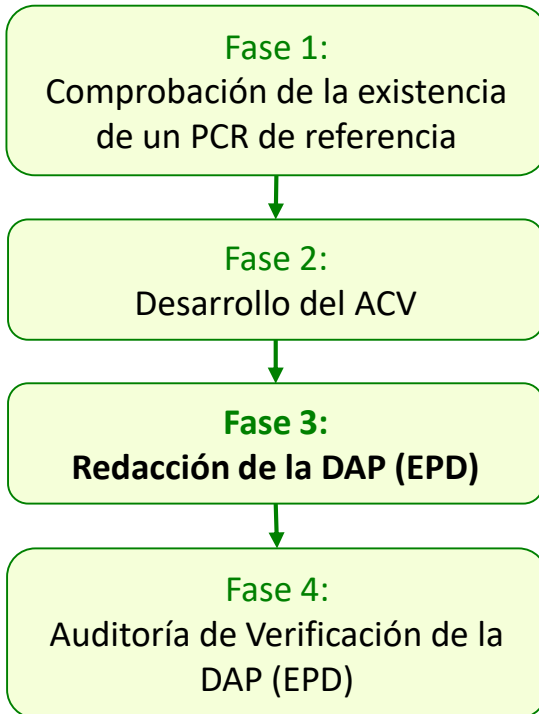 Fase 1:
Comprobación de la existencia
de un PCR de referencia
Fase 2:
Desarrollo del ACV
Fase 3:
Redacción de la DAP (EPD)
Fase 4:
Auditoría de Verificación de la
DAP (EPD)